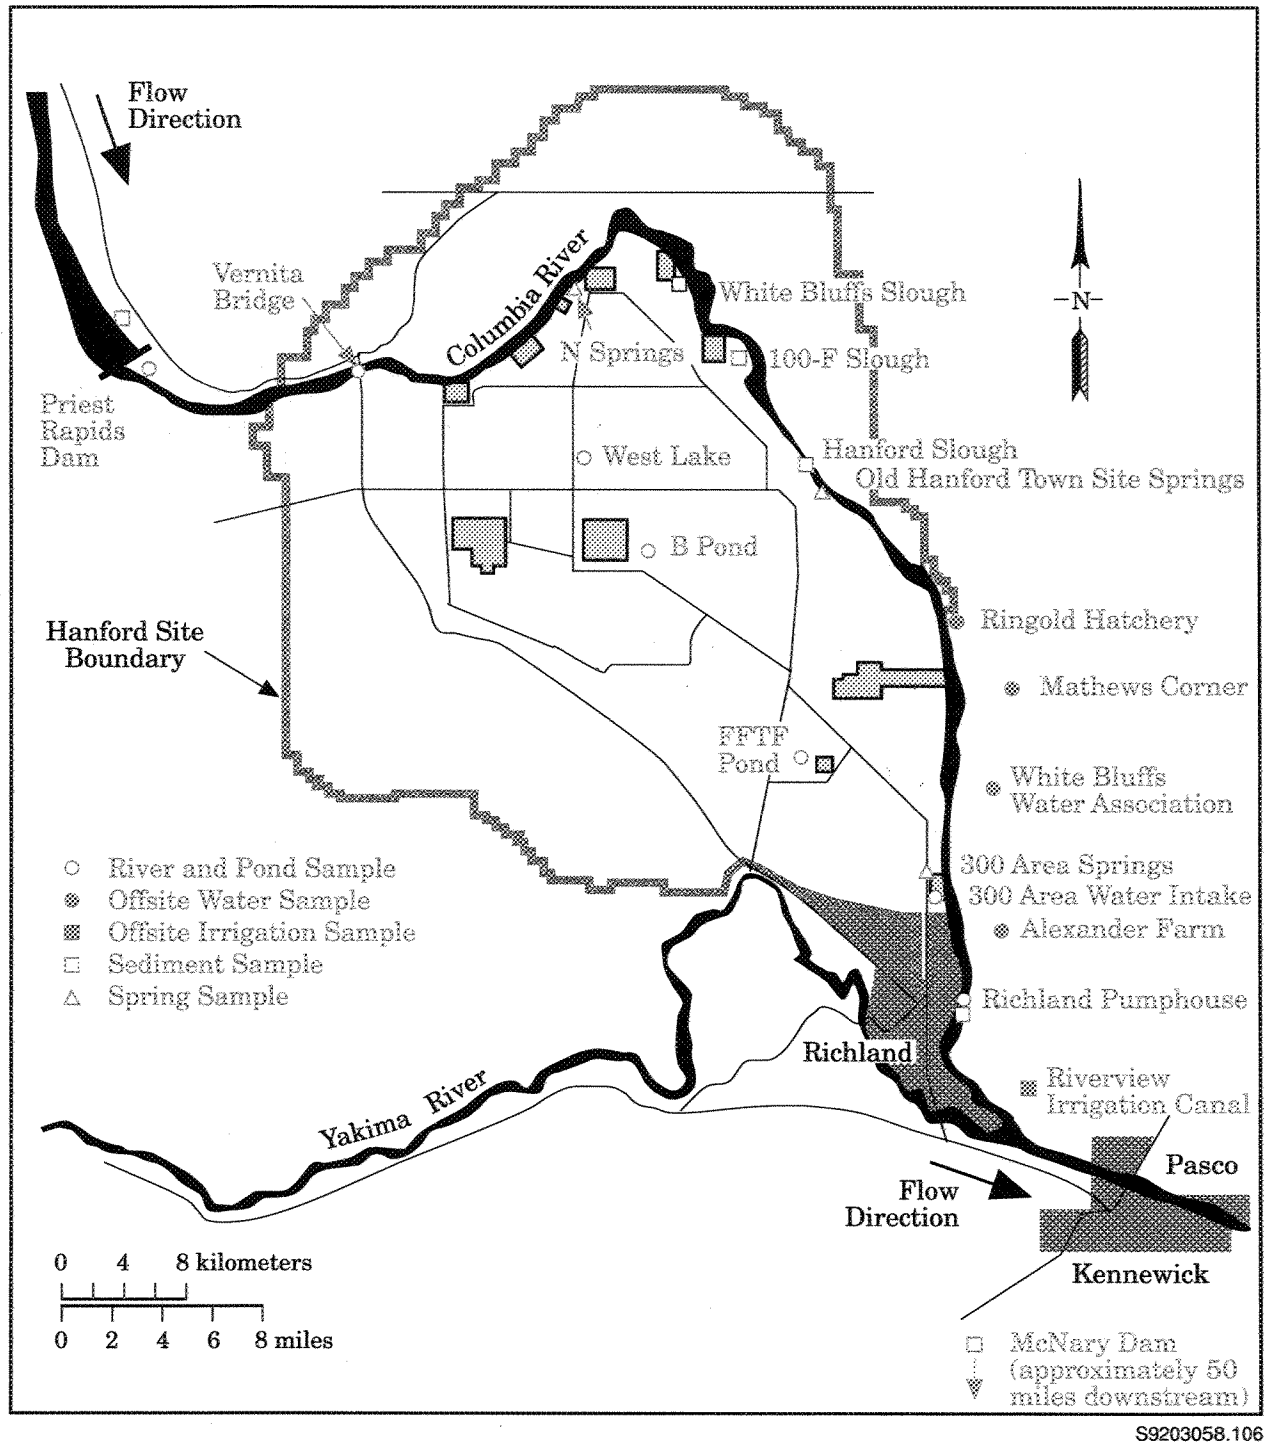 Flow
Direction
Vernita
Bridge
Columbia River
White Bluffs Slough
-N-
N Springs
100-F Slough
Priest
Rapids
Dam
West Lake
Hanford Slough
Old Hanford Town Site Springs
B Pond
Hanford Site
Boundary
Ringold Hatchery
Mathews Corner
FFTF
Pond
White Bluffs
Water Association
River and Pond Sample
Offsite Water Sample
Offsite Irrigation Sample
Sediment Sample
Spring Sample
300 Area Springs
300 Area Water Intake
Alexander Farm
Richland Pumphouse
Richland
Riverview
Irrigation Canal
Yakima River
Pasco
Flow
Direction
Kennewick
0 4 8 kilometers
0 2 4 6 8 miles
McNary Dam
(approximately 50
miles downstream)
S9203058.106